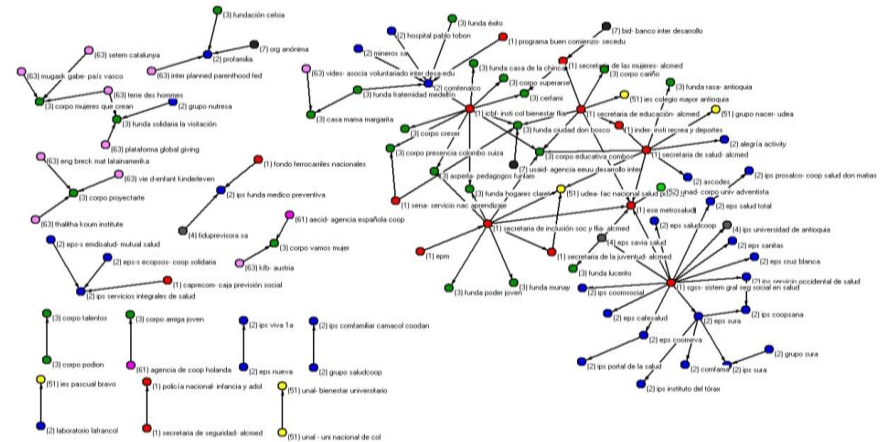 (3) fundación celsia
(63) setem catalunya
(7) org anónima
(2) profamilia
(63) mugarik gabe- país vasco
(63) inter planned parenthood fed
(63) terre des hommes
(3) corpo mujeres que crean
(2) grupo nutresa
(3) funda solidaria la visitación
(63) plataforma global giving
(3) funda éxito
(2) hospital pablo tobon
(2) mineros sa
(1) programa buen comienzo- secedu
(7) bid- banco inter desarrollo
(63) vides- asocia voluntariado inter desa-edu
(3) funda casa de la chinca
(1) secretaria de las mujeres- alcmed
(3) corpo cariño
(2) comfenalco
(3) corpo superarse
(3) funda rasa- antioquia
(3) funda fraternidad medellín
(3) cerfami
(51) ies colegio mayor antioquia
(3) casa mama margarita
(1) icbf- insti col bienestar flia
(1) secretaria de educación- alcmed
(51) grupo nacer- udea
(3) corpo creser
(3) funda ciudad don bosco
(1) inder- insti recrea y deportes
(2) alegría activity
(3) corpo presencia colombo suiza
(3) corpo educativa combos
(1) secretaria de salud- alcmed
(7) usaid- agencia eeuu desarrollo inter
(63) eng breck mat latainamerika
(1) fondo ferrocarriles nacionales
(3) asperla- pedagogos funlam
(2) ascodes
(2) ips prosalco- coop salud don matias
(63) vie d-enfant kinderleven
(2) ips funda medico preventiva
(3) funda hogares claret
(51) udea- fac nacional salud
(52) unad- corpo univ adventista
(3) corpo proyectarte
(1) sena- servicio nac aprendizaje
(1) ese metrosalud
(2) eps salud total
(63) thalitha koum institute
(61) aecid- agencia española coop
(4) fiduprevisora sa
(1) secretaria de inclusión soc y flia- alcmed
(2) eps saludcoop
(4) ips universidad de antioquia
(2) eps-s emdisalud- mutual salud
(3) corpo vamos mujer
(4) eps savia salud
(2) eps sanitas
(2) eps-s ecopsos- coop solidaria
(63) kfb- austria
(1) epm
(1) secretaria de la juventud- alcmed
(2) eps cruz blanca
(1) caprecom- caja previsión social
(3) funda lucerito
(1) sgss- sistem gral seg social en salud
(2) ips servicios integrales de salud
(3) funda poder joven
(3) funda munay
(2) ips coomsocial
(3) corpo talentos
(3) corpo amiga joven
(2) ips viva 1a
(2) ips comfamiliar camacol coodan
(2) eps cafesalud
(2) eps sura
(2) ips coopsana
(2) eps coomeva
(3) corpo podion
(61) agencia de coop holanda
(2) eps nueva
(2) grupo saludcoop
(2) ips portal de la salud
(2) comfama
(2) ips sura
(2) grupo sura
(51) ies pascual bravo
(1) policía nacional- infancia y adol
(51) unal- bienestar universitario
(2) ips instituto del tórax
(2) laboratorio lafrancol
(1) secretaria de seguridad- alcmed
(51) unal - uni nacional de col